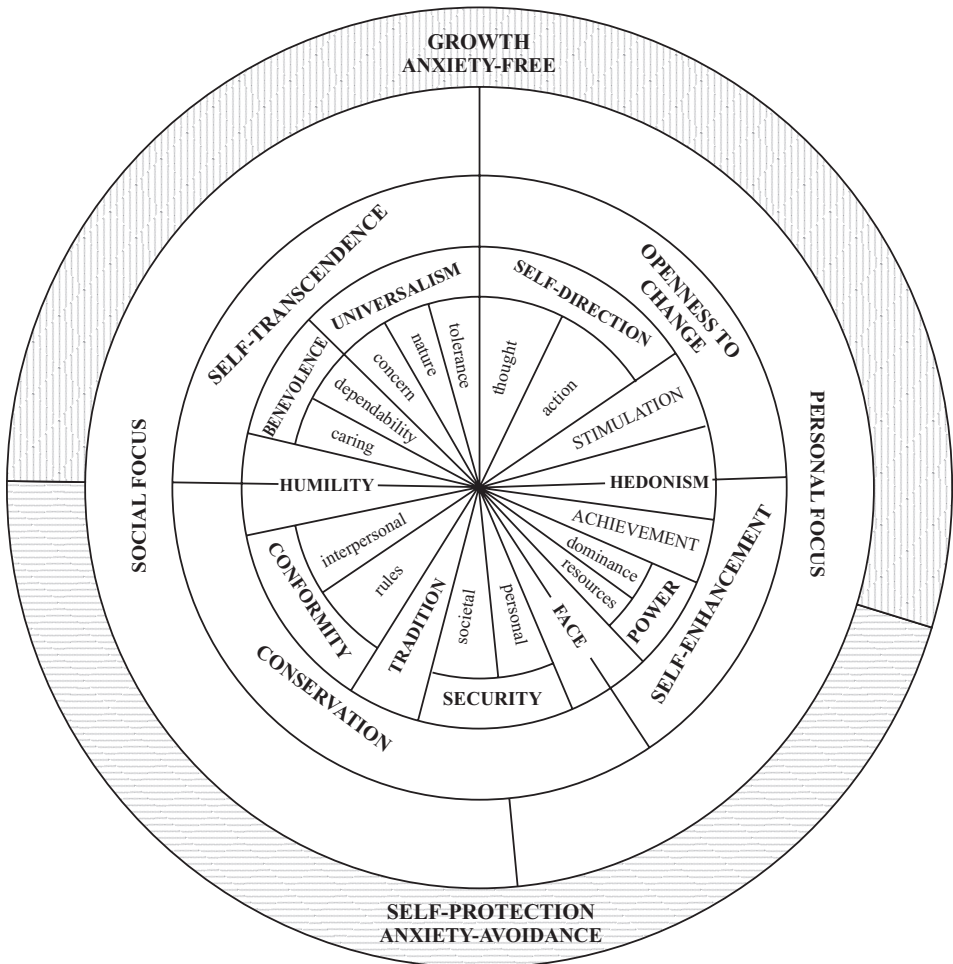 GROWTH
ANXIETY-FREE
SELF-TRANSCENDENCE
OPENNESS TO
CHANGE
UNIVERSALISM
SELF-DIRECTION
BENEVOLENCE
concern
nature
tolerance
thought
action
dependability
caring
STIMULATION
SOCIAL FOCUS
PERSONAL FOCUS
HUMILITY
HEDONISM
ACHIEVEMENT
dominance
resources
POWER
SELF-ENHANCEMENT
interpersonal
rules
CONFORMITY
TRADITION
societal
personal
FACE
SECURITY
CONSERVATION
SELF-PROTECTION
ANXIETY-AVOIDANCE